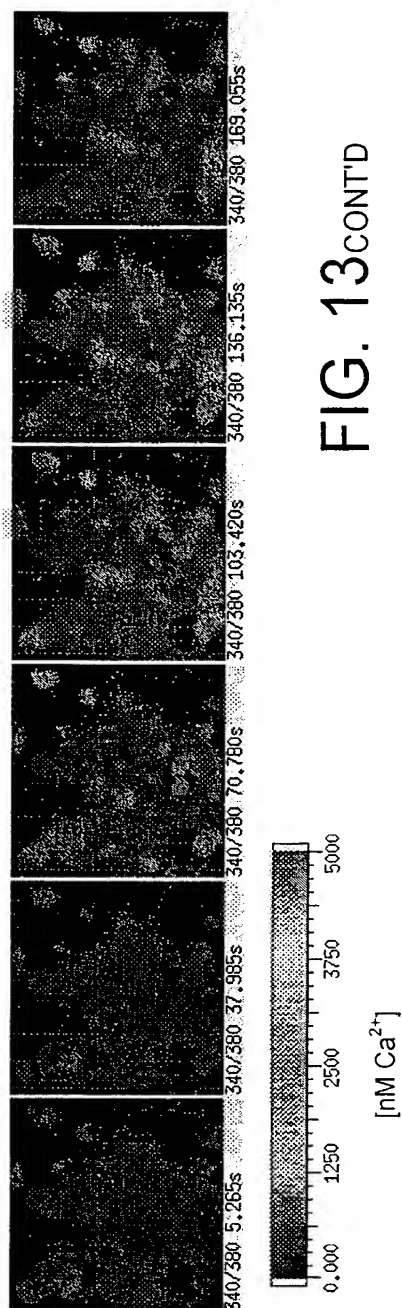 340/380 5.265s
340/380 37.985s
340/380 70.780s
340/380 103.420s
340/380 136.135s
340/380 169.055s
0.000 1250 2500 3750 5000
[nM Ca²⁺]
FIG. 13CONT'D